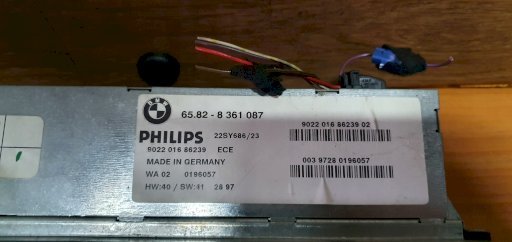 BMW
65.82 - 8 361 087
PHILIPS 22SY686/23
9022 016 86239 ECE
MADE IN GERMANY
WA 02 0196057
HW:40 / SW:41 28 97
9022 016 86239 02
003 9728 0196057